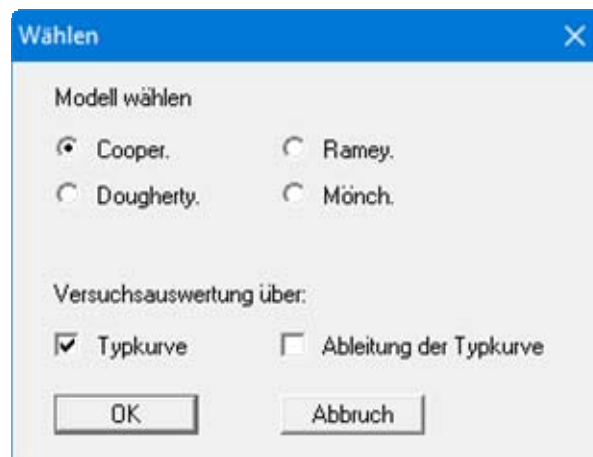 Wählen
Modell wählen
Cooper. Ramey.
Dougherty. Mönch.
Versuchsauswertung über:
Typkurve Ableitung der Typkurve
OK Abbruch